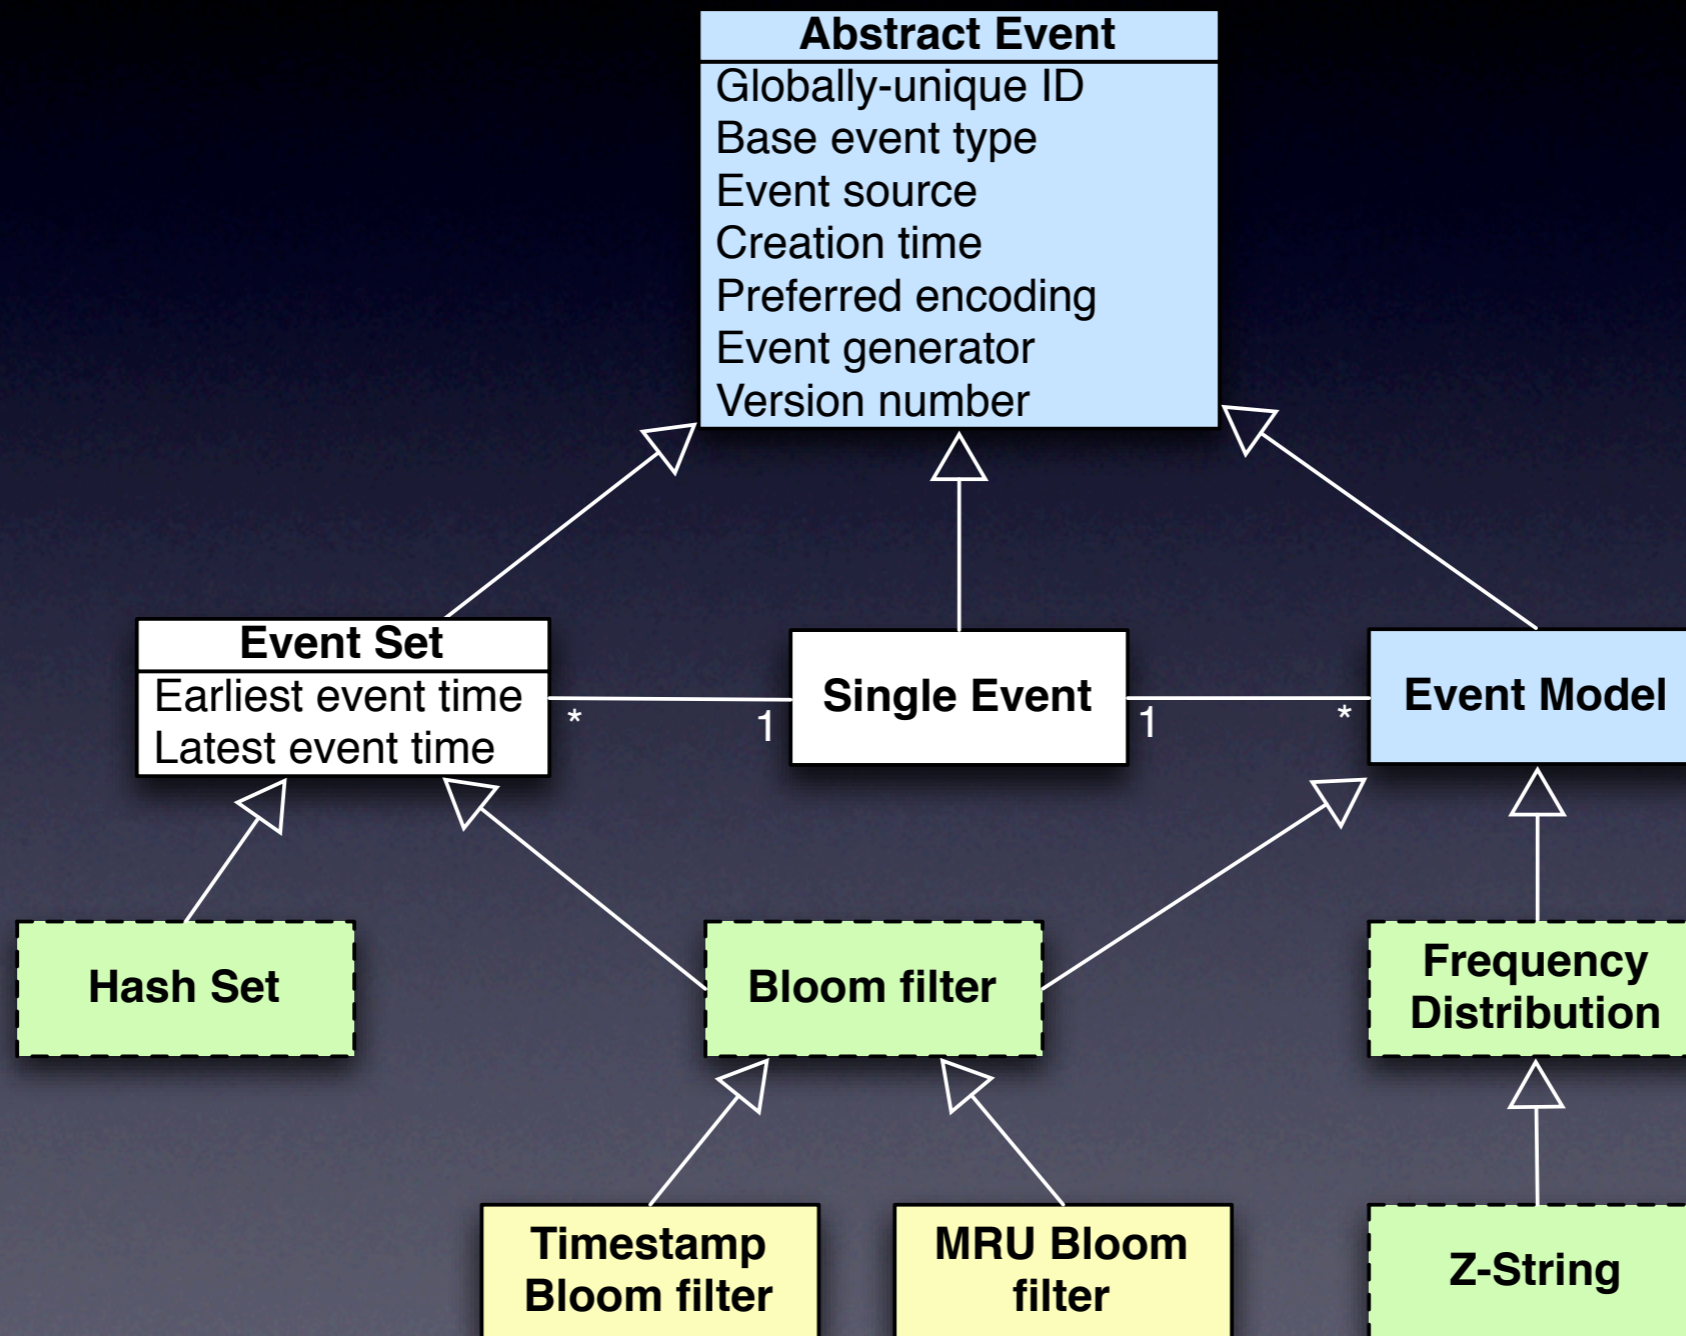 Abstract Event
Globally-unique ID
Base event type
Event source
Creation time
Preferred encoding
Event generator
Version number
Event Set
Earliest event time
Latest event time
*
1
Single Event
1
*
Event Model
Hash Set
Bloom filter
Frequency
Distribution
Timestamp
Bloom filter
MRU Bloom
filter
Z-String